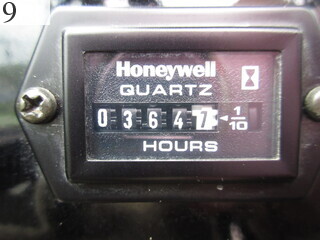 9
Honeywell
QUARTZ
0 3 6 4 7 1/10
HOURS